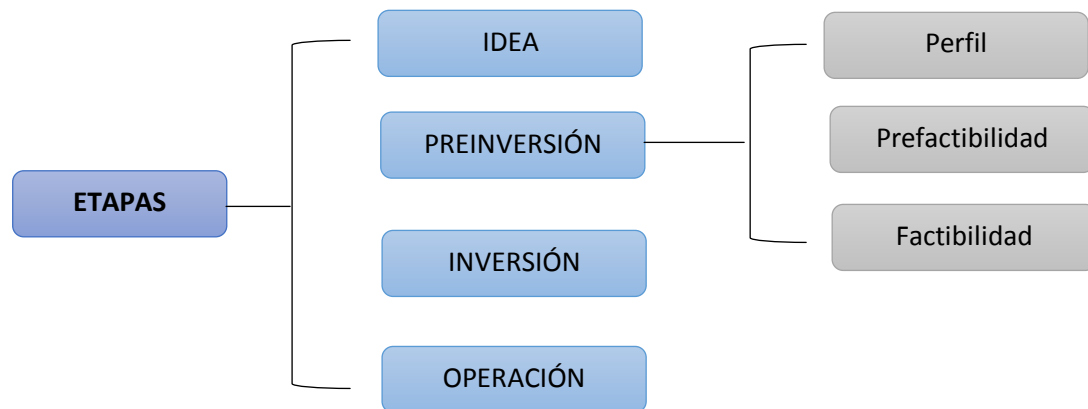 ETAPAS
IDEA
PREINVERSIÓN
INVERSIÓN
OPERACIÓN
Perfil
Prefactibilidad
Factibilidad